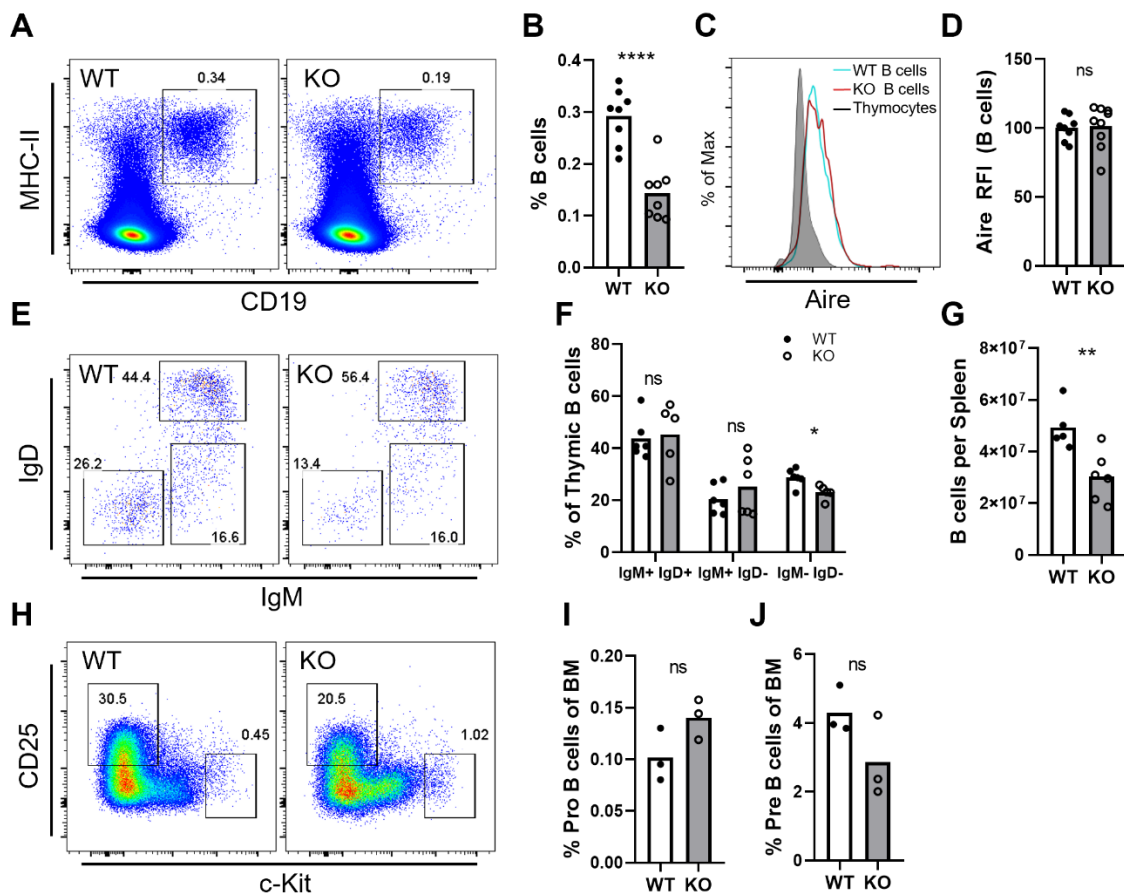 A
WT
0.34
KO
0.19
MHC-II
CD19
B
****
% B cells
0.4
0.3
0.2
0.1
0.0
WT KO
C
WT B cells
KO B cells
Thymocytes
% of Max
Aire
D
ns
Aire RFI (B cells)
150
100
50
0
WT KO
E
WT
44.4
26.2
16.6
KO
56.4
13.4
16.0
IgD
IgM
F
WT
KO
% of Thymic B cells
80
60
40
20
0
ns
ns
*
IgM+ IgD+ IgM+ IgD- IgM- IgD-
G
**
B cells per Spleen
8×10⁷
6×10⁷
4×10⁷
2×10⁷
0
WT KO
H
WT
30.5
0.45
KO
20.5
1.02
CD25
c-Kit
I
ns
% Pro B cells of BM
0.20
0.15
0.10
0.05
0.00
WT KO
J
ns
% Pre B cells of BM
6
4
2
0
WT KO